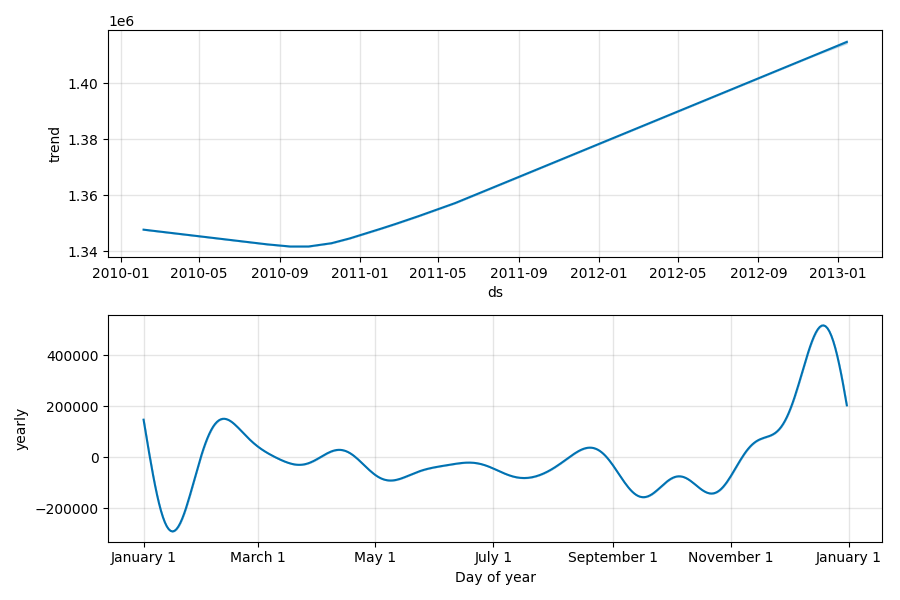 1e6
1.40
1.38
1.36
1.34
trend
2010-01 2010-05 2010-09 2011-01 2011-05 2011-09 2012-01 2012-05 2012-09 2013-01
ds
400000
200000
0
−200000
yearly
January 1 March 1 May 1 July 1 September 1 November 1 January 1
Day of year